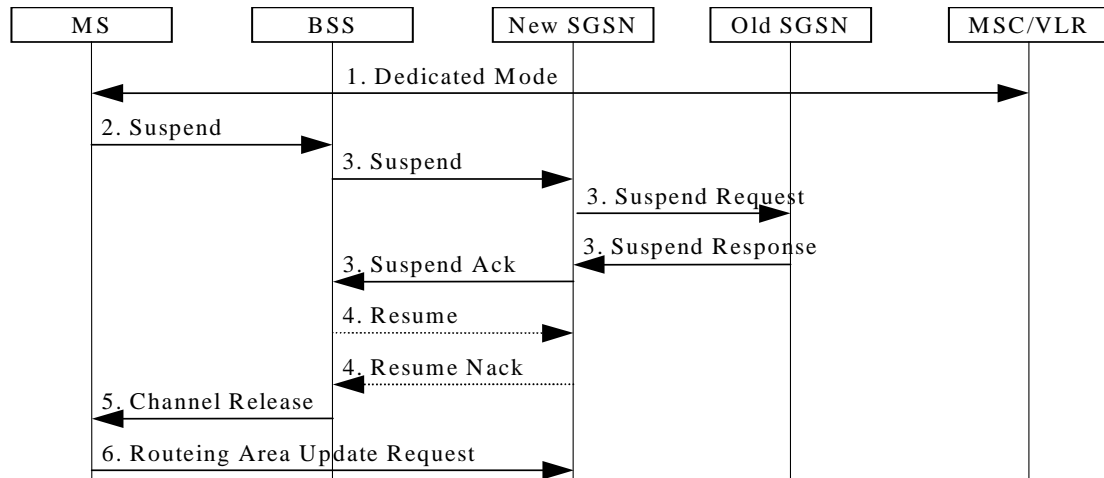 MS
BSS
New SGSN
Old SGSN
MSC/VLR
1. Dedicated Mode
2. Suspend
3. Suspend
3. Suspend Request
3. Suspend Response
3. Suspend Ack
4. Resume
4. Resume Nack
5. Channel Release
6. Routeing Area Update Request